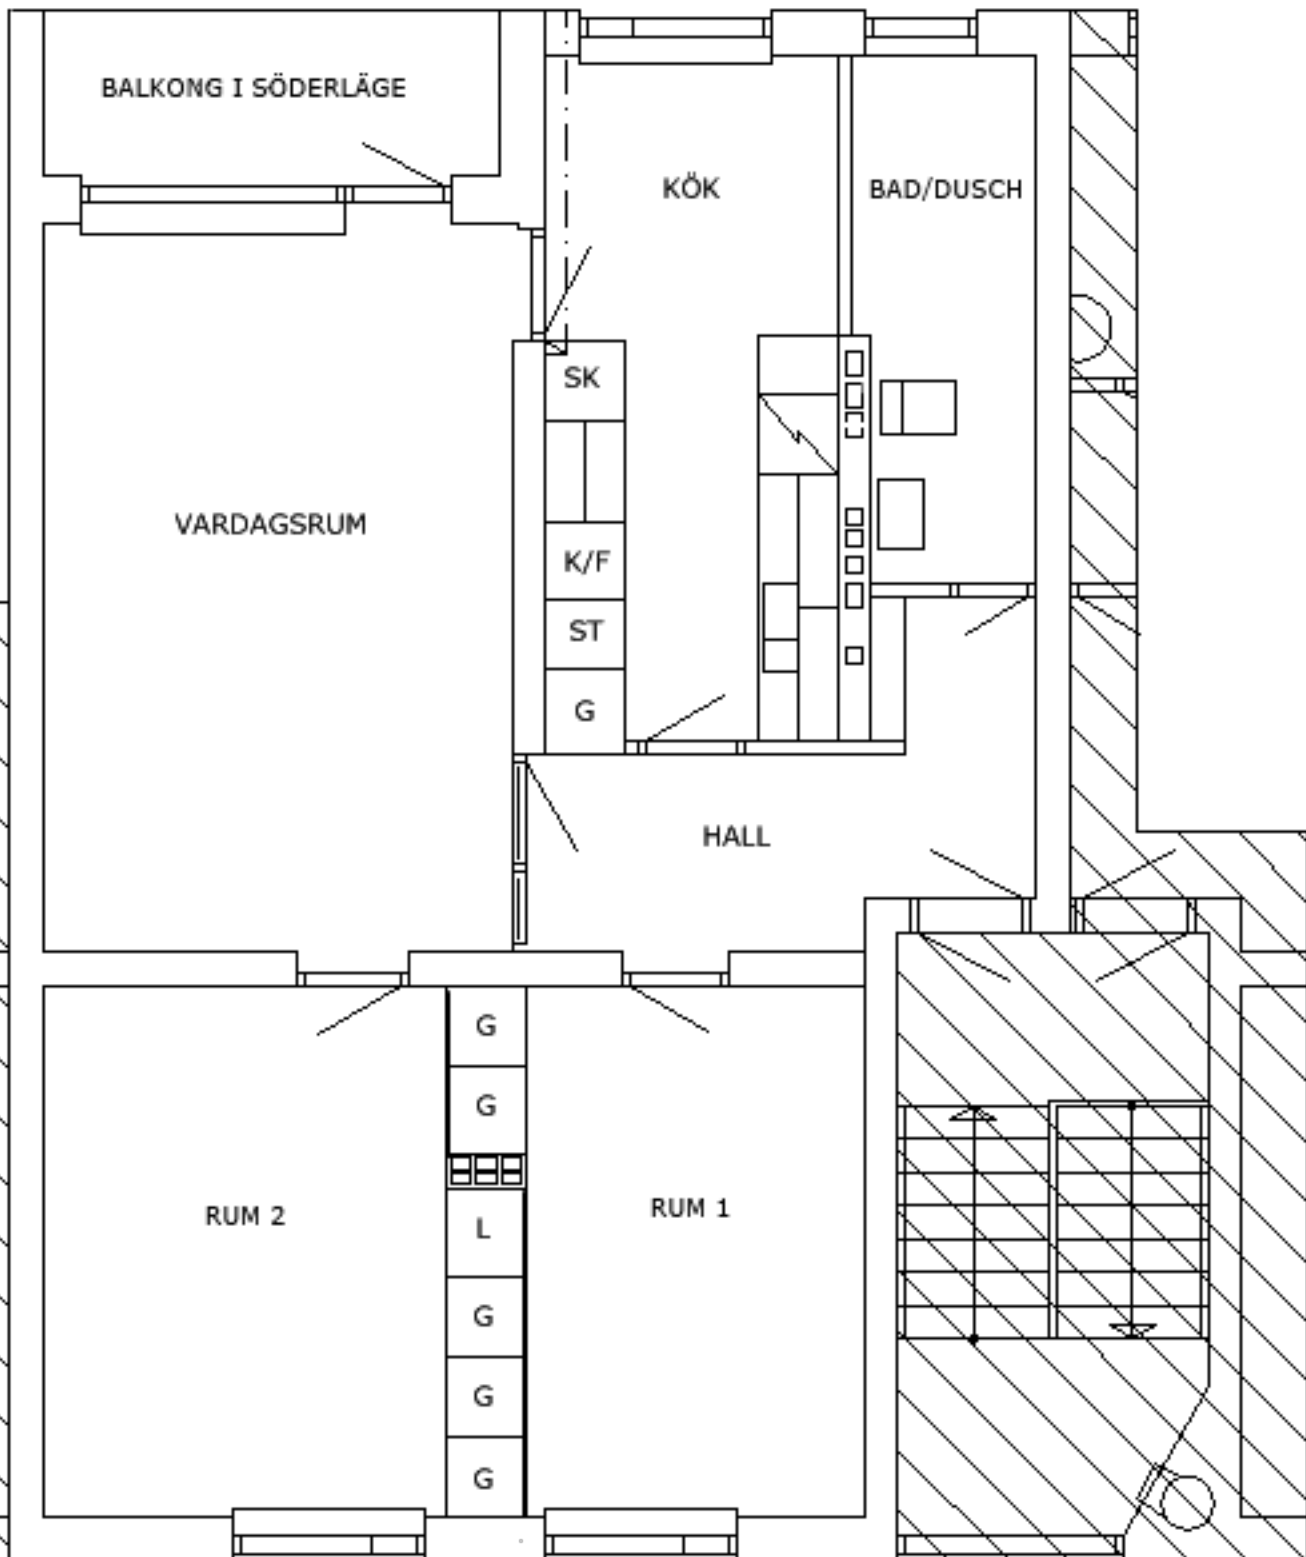 BALKONG I SÖDERLÄGE
KÖK
BAD/DUSCH
SK
VARDAGSRUM
K/F
ST
G
HALL
G
G
RUM 2
RUM 1
L
G
G
G